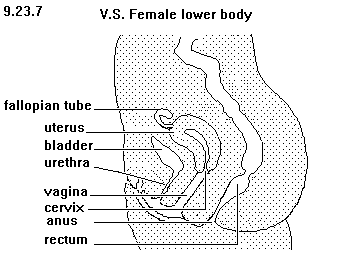 9.23.7
V.S. Female lower body
fallopian tube
uterus
bladder
urethra
vagina
cervix
anus
rectum